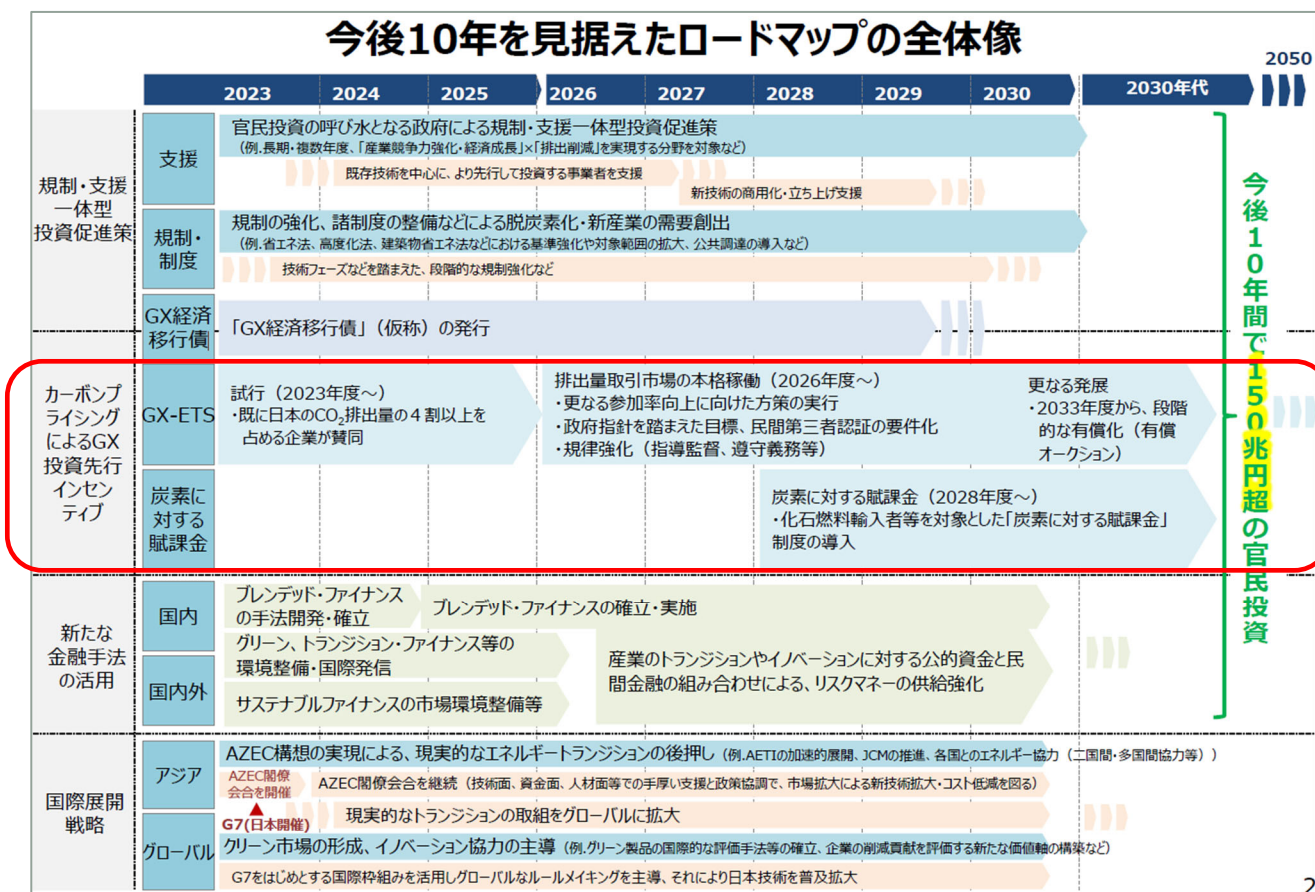 今後10年を見据えたロードマップの全体像
2050
2023 2024 2025 2026 2027 2028 2029 2030 2030年代
規制・支援
一体型
投資促進策
支援
官民投資の呼び水となる政府による規制・支援一体型投資促進策
（例.長期・複数年度、「産業競争力強化・経済成長」×「排出削減」を実現する分野を対象など）
既存技術を中心に、より先行して投資する事業者を支援
新技術の商用化・立ち上げ支援
規制・
制度
規制の強化、諸制度の整備などによる脱炭素化・新産業の需要創出
（例.省エネ法、高度化法、建築物省エネ法などにおける基準強化や対象範囲の拡大、公共調達の導入など）
技術フェーズなどを踏まえた、段階的な規制強化など
GX経済
移行債
「GX経済移行債」（仮称）の発行
カーボンプ
ライシング
によるGX
投資先行
インセン
ティブ
GX-ETS
試行（2023年度～）
・既に日本のCO₂排出量の４割以上を
占める企業が賛同
排出量取引市場の本格稼働（2026年度～）
・更なる参加率向上に向けた方策の実行
・政府指針を踏まえた目標、民間第三者認証の要件化
・規律強化（指導監督、遵守義務等）
更なる発展
・2033年度から、段階
的な有償化（有償
オークション）
炭素に
対する
賦課金
炭素に対する賦課金（2028年度～）
・化石燃料輸入者等を対象とした「炭素に対する賦課金」
制度の導入
今後10年間で150兆円超の官民投資
新たな
金融手法
の活用
国内
ブレンデッド・ファイナンス
の手法開発・確立
ブレンデッド・ファイナンスの確立・実施
グリーン、トランジション・ファイナンス等の
環境整備・国際発信
産業のトランジションやイノベーションに対する公的資金と民
間金融の組み合わせによる、リスクマネーの供給強化
国内外
サステナブルファイナンスの市場環境整備等
国際展開
戦略
アジア
AZEC構想の実現による、現実的なエネルギートランジションの後押し（例.AETIの加速的展開、JCMの推進、各国とのエネルギー協力（二国間・多国間協力等））
AZEC閣僚
会合を開催
AZEC閣僚会合を継続（技術面、資金面、人材面等での手厚い支援と政策協調で、市場拡大による新技術拡大・コスト低減を図る）
G7(日本開催)
現実的なトランジションの取組をグローバルに拡大
グローバル
クリーン市場の形成、イノベーション協力の主導（例.グリーン製品の国際的な評価手法等の確立、企業の削減貢献を評価する新たな価値軸の構築など）
G7をはじめとする国際枠組みを活用しグローバルなルールメイキングを主導、それにより日本技術を普及拡大
2